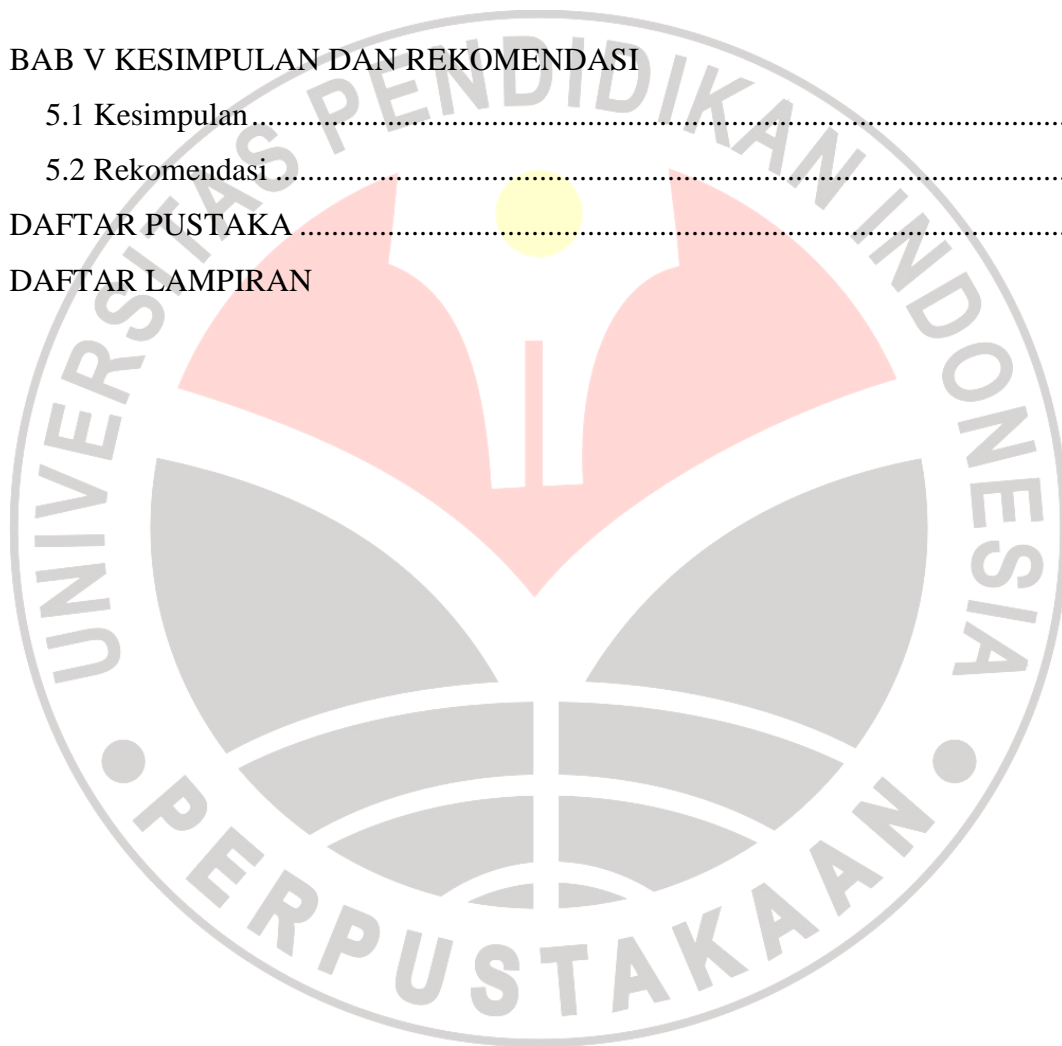 BAB V KESIMPULAN DAN REKOMENDASI
5.1 Kesimpulan................................................................................................
5.2 Rekomendasi ............................................................................................
DAFTAR PUSTAKA .........................................................................................
DAFTAR LAMPIRAN
UNIVERSITAS PENDIDIKAN INDONESIA
PERPUSTAKAAN